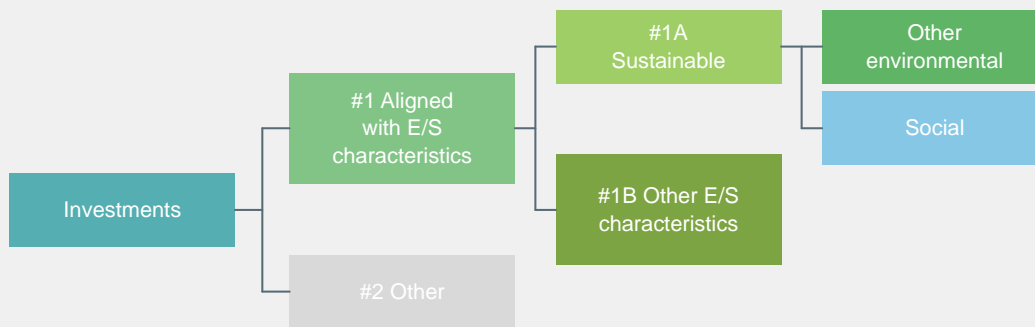 #1A
Sustainable
Other
environmental
#1 Aligned
with E/S
characteristics
Social
Investments
#1B Other E/S
characteristics
#2 Other